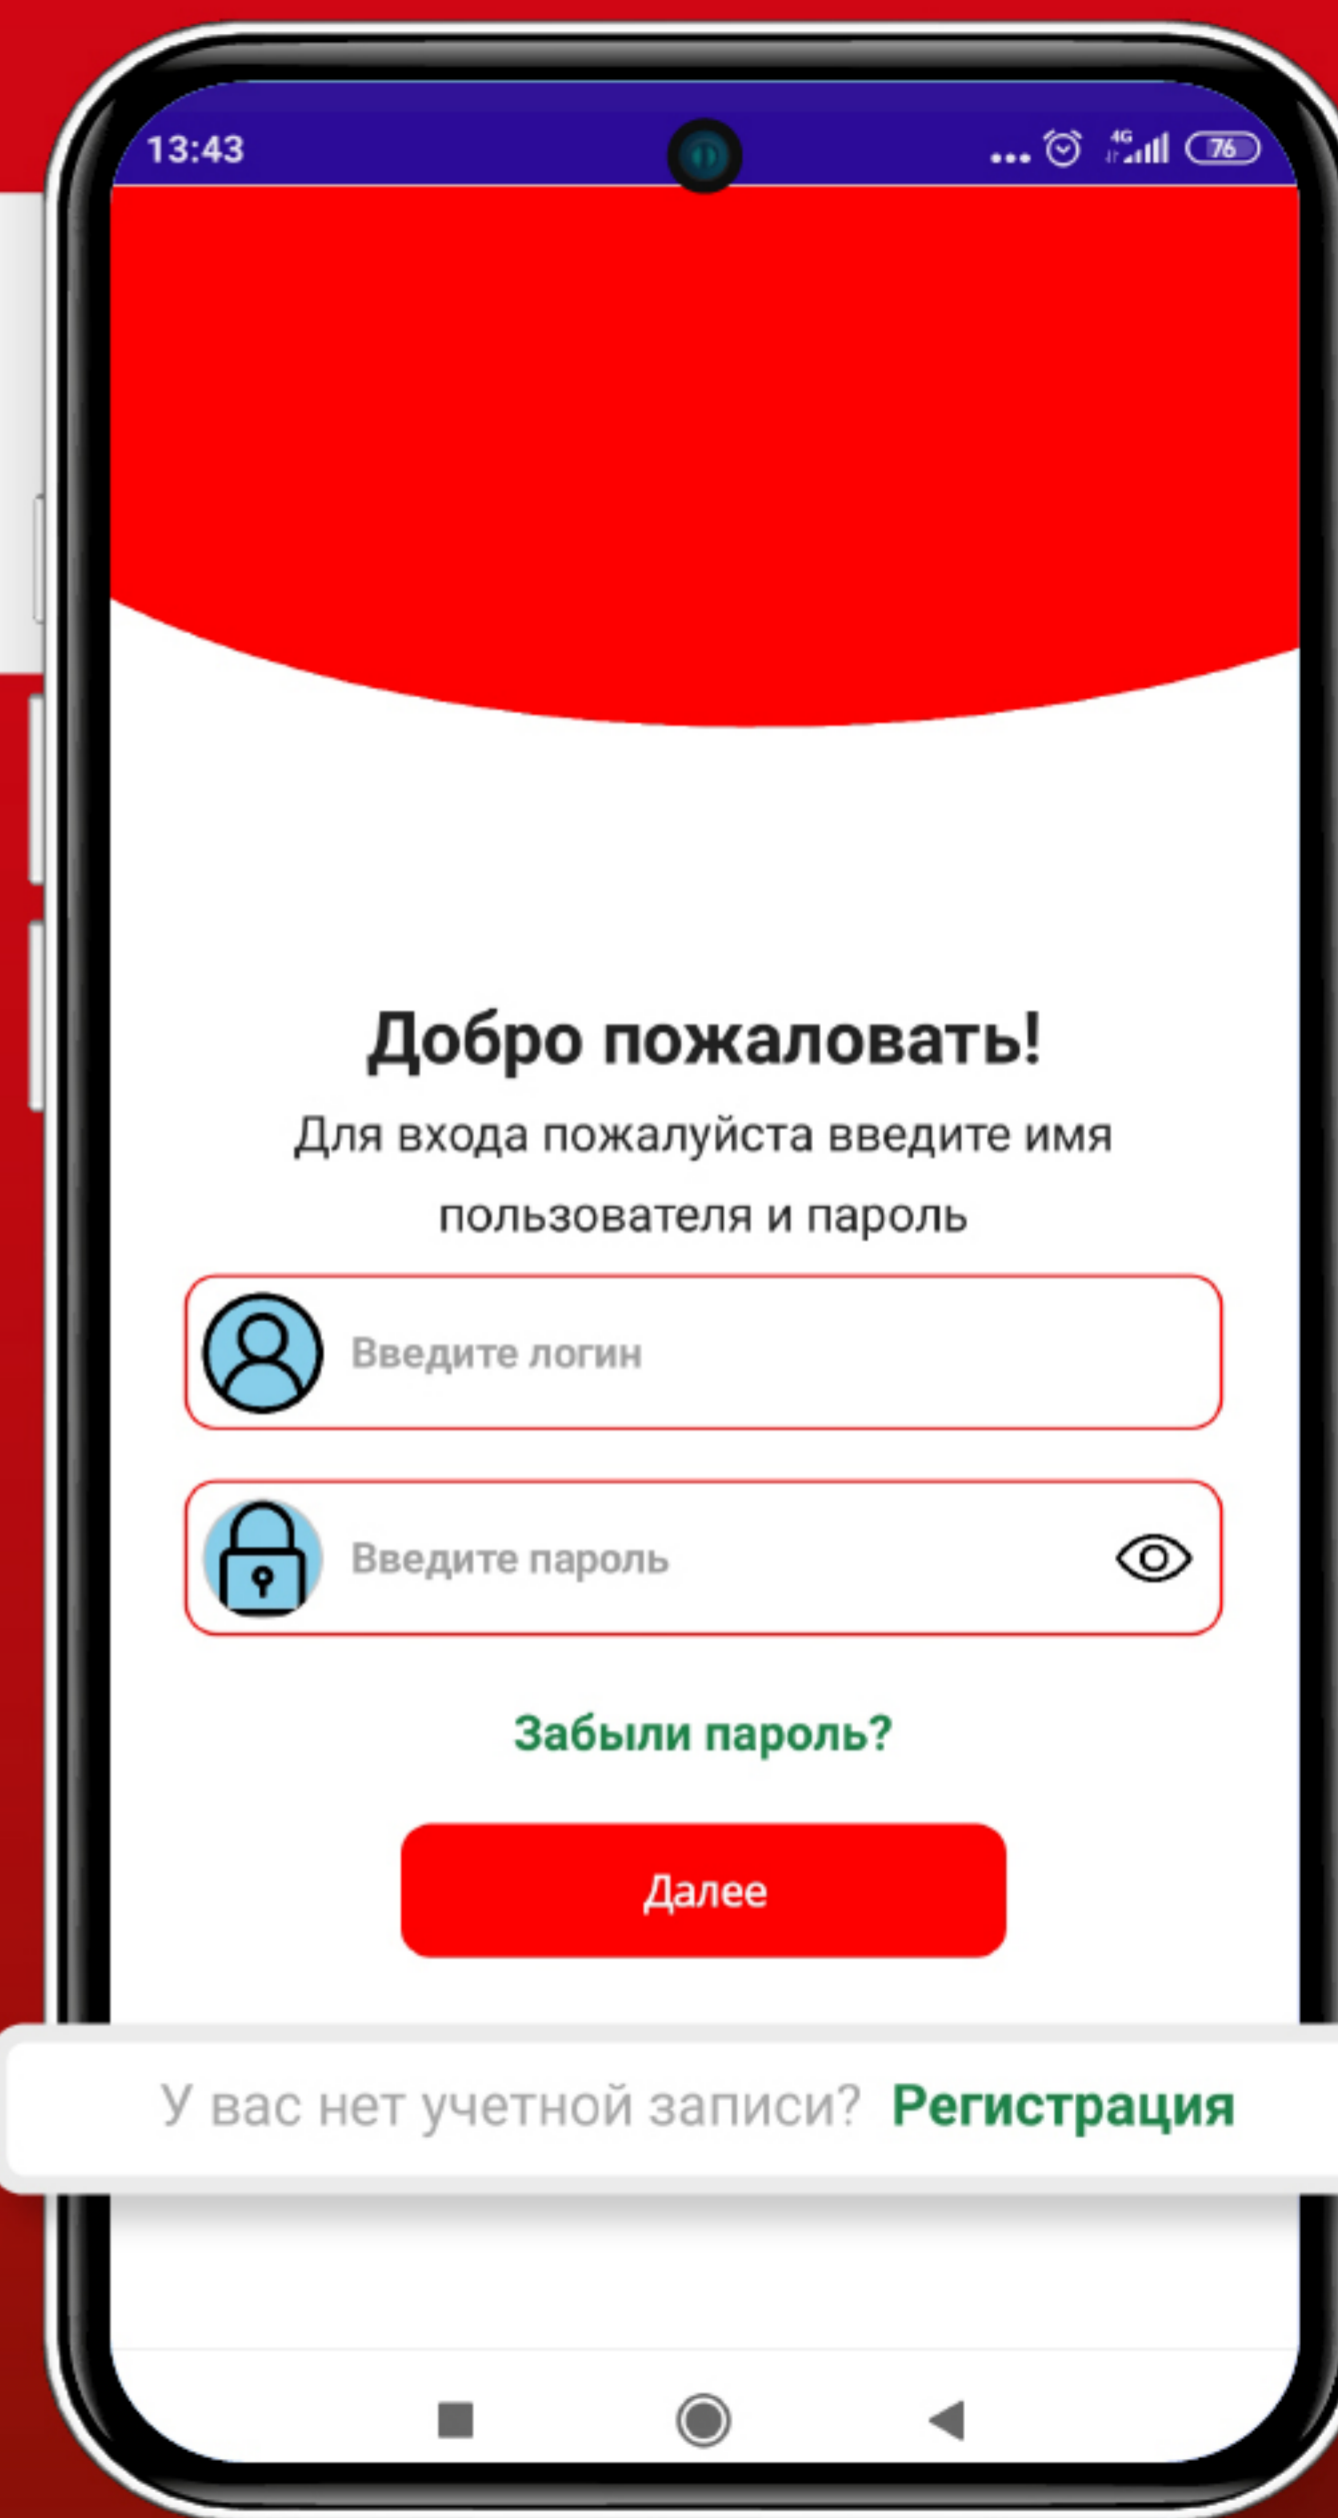 13:43
4G
76
Добро пожаловать!
Для входа пожалуйста введите имя
пользователя и пароль
Введите логин
Введите пароль
Забыли пароль?
Далее
У вас нет учетной записи? Регистрация